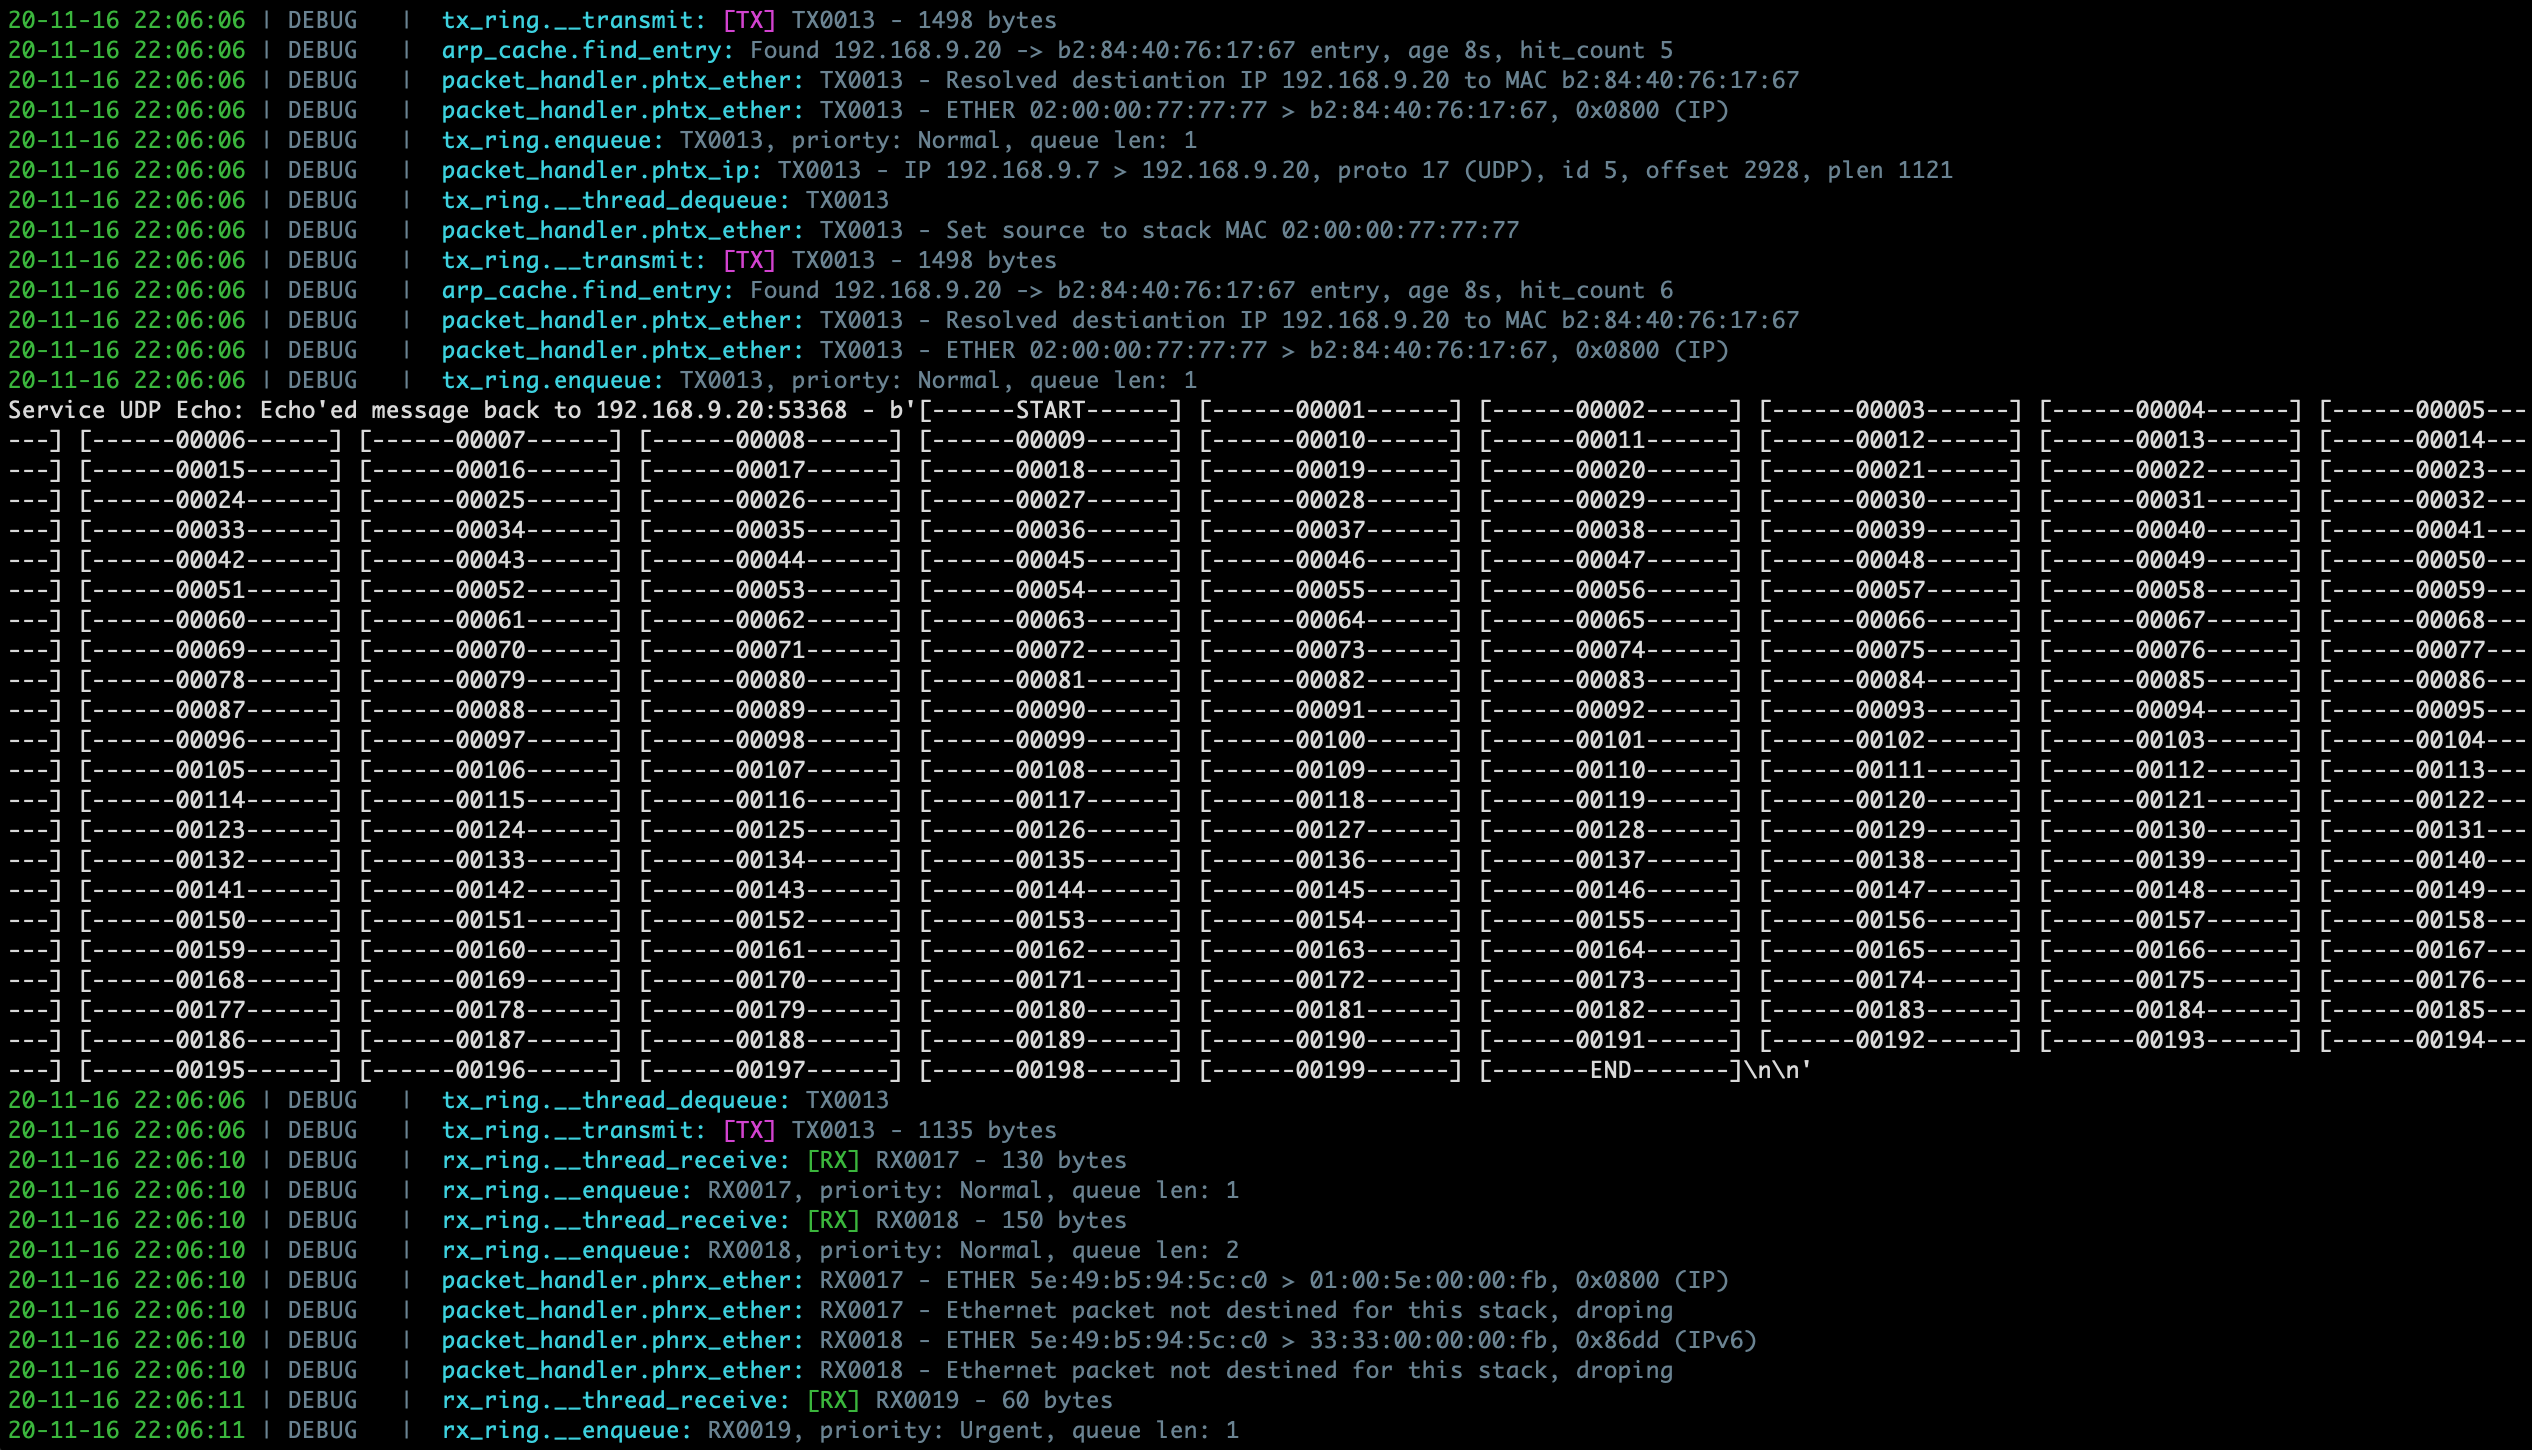 20-11-16 22:06:06 | DEBUG   |  tx_ring.__transmit: [TX] TX0013 - 1498 bytes
20-11-16 22:06:06 | DEBUG   |  arp_cache.find_entry: Found 192.168.9.20 -> b2:84:40:76:17:67 entry, age 8s, hit_count 5
20-11-16 22:06:06 | DEBUG   |  packet_handler.phtx_ether: TX0013 - Resolved destiantion IP 192.168.9.20 to MAC b2:84:40:76:17:67
20-11-16 22:06:06 | DEBUG   |  packet_handler.phtx_ether: TX0013 - ETHER 02:00:00:77:77:77 > b2:84:40:76:17:67, 0x0800 (IP)
20-11-16 22:06:06 | DEBUG   |  tx_ring.enqueue: TX0013, priorty: Normal, queue len: 1
20-11-16 22:06:06 | DEBUG   |  packet_handler.phtx_ip: TX0013 - IP 192.168.9.7 > 192.168.9.20, proto 17 (UDP), id 5, offset 2928, plen 1121
20-11-16 22:06:06 | DEBUG   |  tx_ring.__thread_dequeue: TX0013
20-11-16 22:06:06 | DEBUG   |  packet_handler.phtx_ether: TX0013 - Set source to stack MAC 02:00:00:77:77:77
20-11-16 22:06:06 | DEBUG   |  tx_ring.__transmit: [TX] TX0013 - 1498 bytes
20-11-16 22:06:06 | DEBUG   |  arp_cache.find_entry: Found 192.168.9.20 -> b2:84:40:76:17:67 entry, age 8s, hit_count 6
20-11-16 22:06:06 | DEBUG   |  packet_handler.phtx_ether: TX0013 - Resolved destiantion IP 192.168.9.20 to MAC b2:84:40:76:17:67
20-11-16 22:06:06 | DEBUG   |  packet_handler.phtx_ether: TX0013 - ETHER 02:00:00:77:77:77 > b2:84:40:76:17:67, 0x0800 (IP)
20-11-16 22:06:06 | DEBUG   |  tx_ring.enqueue: TX0013, priorty: Normal, queue len: 1
Service UDP Echo: Echo'ed message back to 192.168.9.20:53368 - b'[------START------] [------00001------] [------00002------] [------00003------] [------00004------] [------00005---
---] [------00006------] [------00007------] [------00008------] [------00009------] [------00010------] [------00011------] [------00012------] [------00013------] [------00014---
---] [------00015------] [------00016------] [------00017------] [------00018------] [------00019------] [------00020------] [------00021------] [------00022------] [------00023---
---] [------00024------] [------00025------] [------00026------] [------00027------] [------00028------] [------00029------] [------00030------] [------00031------] [------00032---
---] [------00033------] [------00034------] [------00035------] [------00036------] [------00037------] [------00038------] [------00039------] [------00040------] [------00041---
---] [------00042------] [------00043------] [------00044------] [------00045------] [------00046------] [------00047------] [------00048------] [------00049------] [------00050---
---] [------00051------] [------00052------] [------00053------] [------00054------] [------00055------] [------00056------] [------00057------] [------00058------] [------00059---
---] [------00060------] [------00061------] [------00062------] [------00063------] [------00064------] [------00065------] [------00066------] [------00067------] [------00068---
---] [------00069------] [------00070------] [------00071------] [------00072------] [------00073------] [------00074------] [------00075------] [------00076------] [------00077---
---] [------00078------] [------00079------] [------00080------] [------00081------] [------00082------] [------00083------] [------00084------] [------00085------] [------00086---
---] [------00087------] [------00088------] [------00089------] [------00090------] [------00091------] [------00092------] [------00093------] [------00094------] [------00095---
---] [------00096------] [------00097------] [------00098------] [------00099------] [------00100------] [------00101------] [------00102------] [------00103------] [------00104---
---] [------00105------] [------00106------] [------00107------] [------00108------] [------00109------] [------00110------] [------00111------] [------00112------] [------00113---
---] [------00114------] [------00115------] [------00116------] [------00117------] [------00118------] [------00119------] [------00120------] [------00121------] [------00122---
---] [------00123------] [------00124------] [------00125------] [------00126------] [------00127------] [------00128------] [------00129------] [------00130------] [------00131---
---] [------00132------] [------00133------] [------00134------] [------00135------] [------00136------] [------00137------] [------00138------] [------00139------] [------00140---
---] [------00141------] [------00142------] [------00143------] [------00144------] [------00145------] [------00146------] [------00147------] [------00148------] [------00149---
---] [------00150------] [------00151------] [------00152------] [------00153------] [------00154------] [------00155------] [------00156------] [------00157------] [------00158---
---] [------00159------] [------00160------] [------00161------] [------00162------] [------00163------] [------00164------] [------00165------] [------00166------] [------00167---
---] [------00168------] [------00169------] [------00170------] [------00171------] [------00172------] [------00173------] [------00174------] [------00175------] [------00176---
---] [------00177------] [------00178------] [------00179------] [------00180------] [------00181------] [------00182------] [------00183------] [------00184------] [------00185---
---] [------00186------] [------00187------] [------00188------] [------00189------] [------00190------] [------00191------] [------00192------] [------00193------] [------00194---
---] [------00195------] [------00196------] [------00197------] [------00198------] [------00199------] [-------END-------]\n\n'
20-11-16 22:06:06 | DEBUG   |  tx_ring.__thread_dequeue: TX0013
20-11-16 22:06:06 | DEBUG   |  tx_ring.__transmit: [TX] TX0013 - 1135 bytes
20-11-16 22:06:10 | DEBUG   |  rx_ring.__thread_receive: [RX] RX0017 - 130 bytes
20-11-16 22:06:10 | DEBUG   |  rx_ring.__enqueue: RX0017, priority: Normal, queue len: 1
20-11-16 22:06:10 | DEBUG   |  rx_ring.__thread_receive: [RX] RX0018 - 150 bytes
20-11-16 22:06:10 | DEBUG   |  rx_ring.__enqueue: RX0018, priority: Normal, queue len: 2
20-11-16 22:06:10 | DEBUG   |  packet_handler.phrx_ether: RX0017 - ETHER 5e:49:b5:94:5c:c0 > 01:00:5e:00:00:fb, 0x0800 (IP)
20-11-16 22:06:10 | DEBUG   |  packet_handler.phrx_ether: RX0017 - Ethernet packet not destined for this stack, droping
20-11-16 22:06:10 | DEBUG   |  packet_handler.phrx_ether: RX0018 - ETHER 5e:49:b5:94:5c:c0 > 33:33:00:00:00:fb, 0x86dd (IPv6)
20-11-16 22:06:10 | DEBUG   |  packet_handler.phrx_ether: RX0018 - Ethernet packet not destined for this stack, droping
20-11-16 22:06:11 | DEBUG   |  rx_ring.__thread_receive: [RX] RX0019 - 60 bytes
20-11-16 22:06:11 | DEBUG   |  rx_ring.__enqueue: RX0019, priority: Urgent, queue len: 1